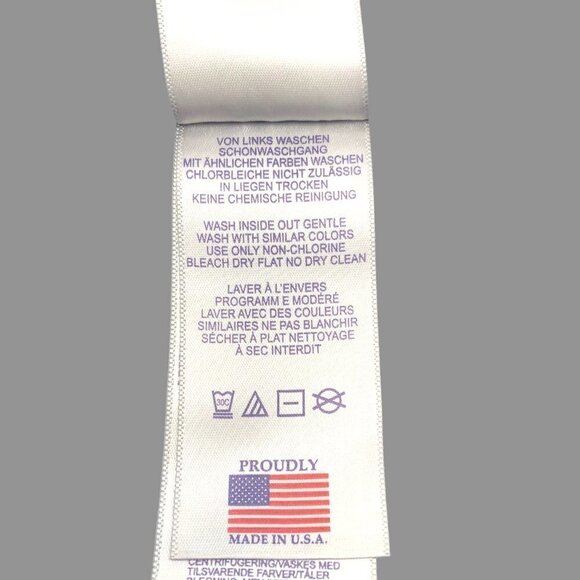 VON LINKS WASCHEN
SCHONWASCHGANG
MIT ÄHNLICHEN FARBEN WASCHEN
CHLORBLEICHE NICHT ZULÄSSIG
IN LIEGEN TROCKEN
KEINE CHEMISCHE REINIGUNG
WASH INSIDE OUT GENTLE
WASH WITH SIMILAR COLORS
USE ONLY NON-CHLORINE
BLEACH DRY FLAT NO DRY CLEAN
LAVER À L'ENVERS
PROGRAMM E MODÉRÉ
LAVER AVEC DES COULEURS
SIMILAIRES NE PAS BLANCHIR
SÉCHER À PLAT NETTOYAGE
À SEC INTERDIT
30C
PROUDLY
MADE IN U.S.A.
CENTRIFUGERING/VASKES MED
TILSVARENDE FARVER/TÅLER